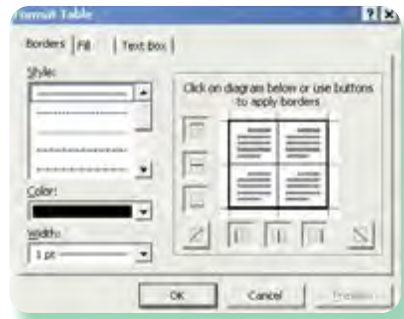 Format Table
Borders
Fill
Text Box
Style:
Click on diagram below or use buttons
to apply borders
Color:
Width:
1 pt
OK
Cancel
Preview